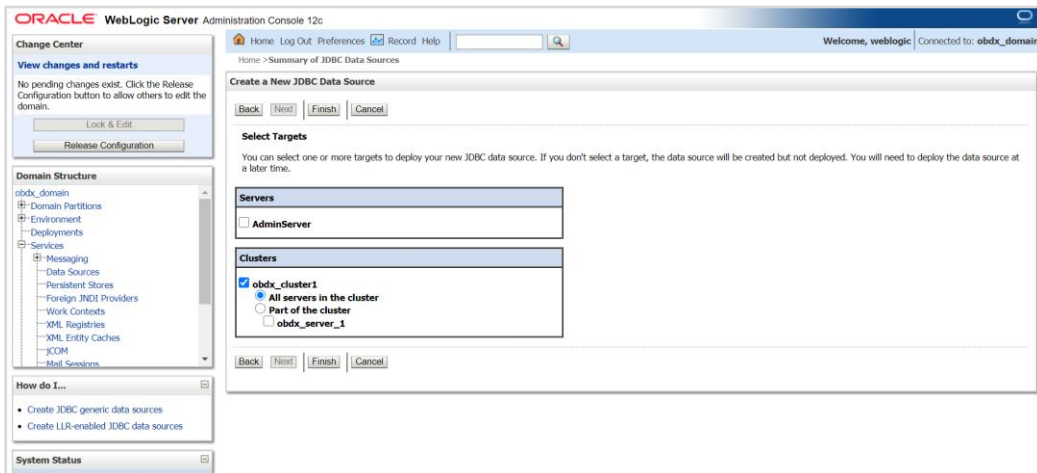 ORACLE WebLogic Server Administration Console 12c
Change Center
View changes and restarts
No pending changes exist. Click the Release
Configuration button to allow others to edit the
domain.
Lock & Edit
Release Configuration
Domain Structure
obdx_domain
Domain Partitions
Environment
Deployments
Services
Messaging
Data Sources
Persistent Stores
Foreign JNDI Providers
Work Contexts
XML Registries
XML Entity Caches
jCOM
Mail Sessions
How do I...
Create JDBC generic data sources
Create LLR-enabled JDBC data sources
System Status
Home Log Out Preferences Record Help
Welcome, weblogic Connected to: obdx_domain
Home >Summary of JDBC Data Sources
Create a New JDBC Data Source
Back Next Finish Cancel
Select Targets
You can select one or more targets to deploy your new JDBC data source. If you don't select a target, the data source will be created but not deployed. You will need to deploy the data source at
a later time.
Servers
AdminServer
Clusters
obdx_cluster1
All servers in the cluster
Part of the cluster
obdx_server_1
Back Next Finish Cancel